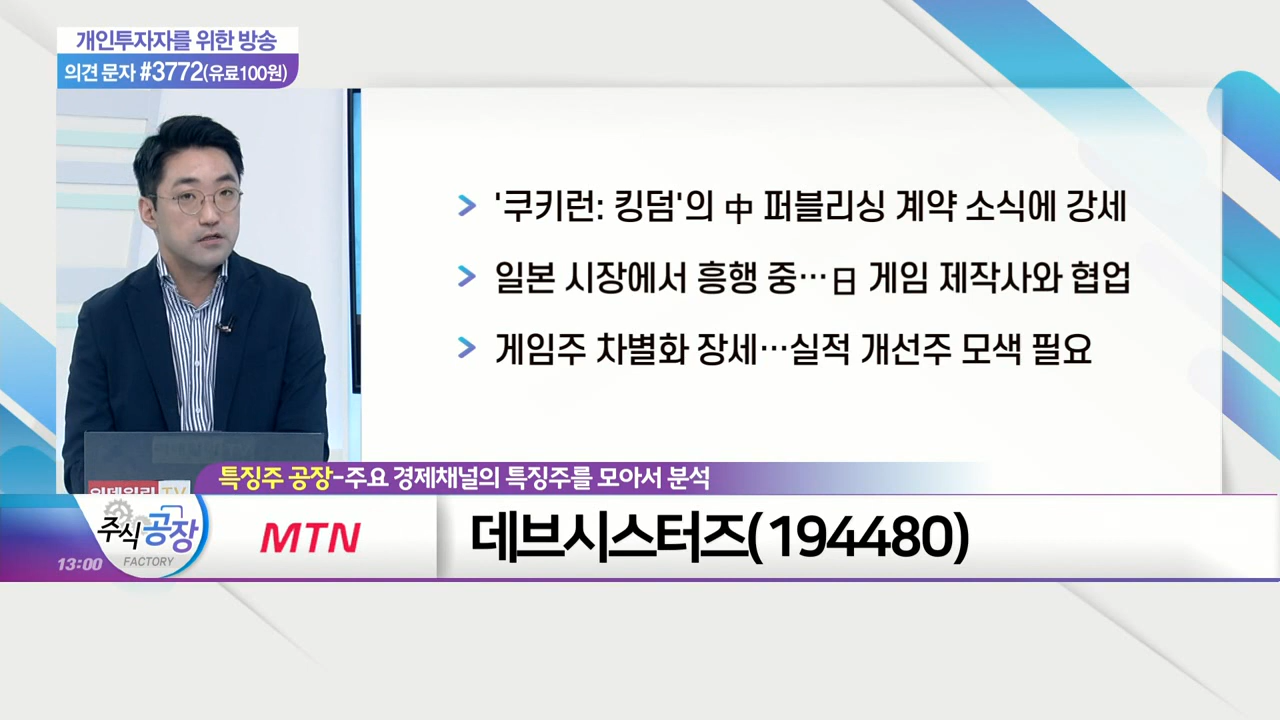 개인투자자를 위한 방송
의견 문자 #3772(유료100원)
'쿠키런: 킹덤'의 中 퍼블리싱 계약 소식에 강세
일본 시장에서 흥행 중…日 게임 제작사와 협업
게임주 차별화 장세…실적 개선주 모색 필요
특징주 공장-주요 경제채널의 특징주를 모아서 분석
주식공장
FACTORY
13:00
MTN
데브시스터즈(194480)
TV